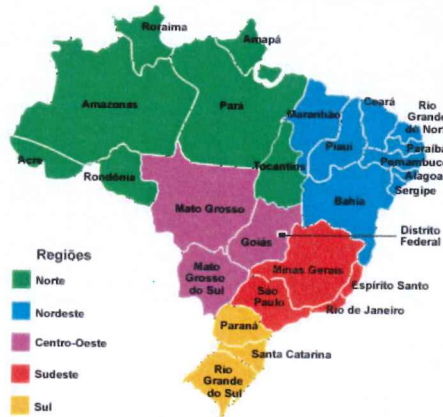 Roraima
Amapá
Amazonas
Pará
Maranhão
Ceará
Rio
Grande
do Norte
Piauí
Paraíba
Pernambuco
Alagoas
Sergipe
Acre
Rondônia
Tocantins
Bahia
Mato Grosso
Distrito
Federal
Goiás
Mato
Grosso
do Sul
Minas Gerais
Espírito Santo
São
Paulo
Rio de Janeiro
Paraná
Santa Catarina
Rio
Grande
do Sul
Regiões
Norte
Nordeste
Centro-Oeste
Sudeste
Sul